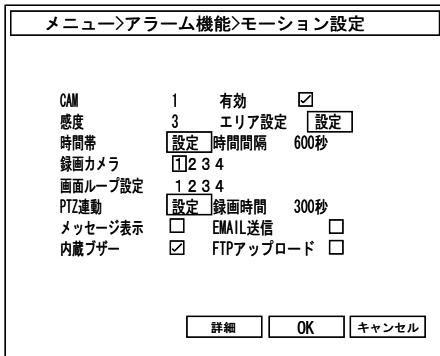 メニュー>アラーム機能>モーション設定
CAM 1 有効
感度 3 エリア設定 設定
時間帯 設定 時間間隔 600秒
録画カメラ 1 2 3 4
画面ループ設定 1 2 3 4
PTZ連動 設定 録画時間 300秒
メッセージ表示 EMAIL送信
内蔵ブザー FTPアップロード
詳細 OK キャンセル